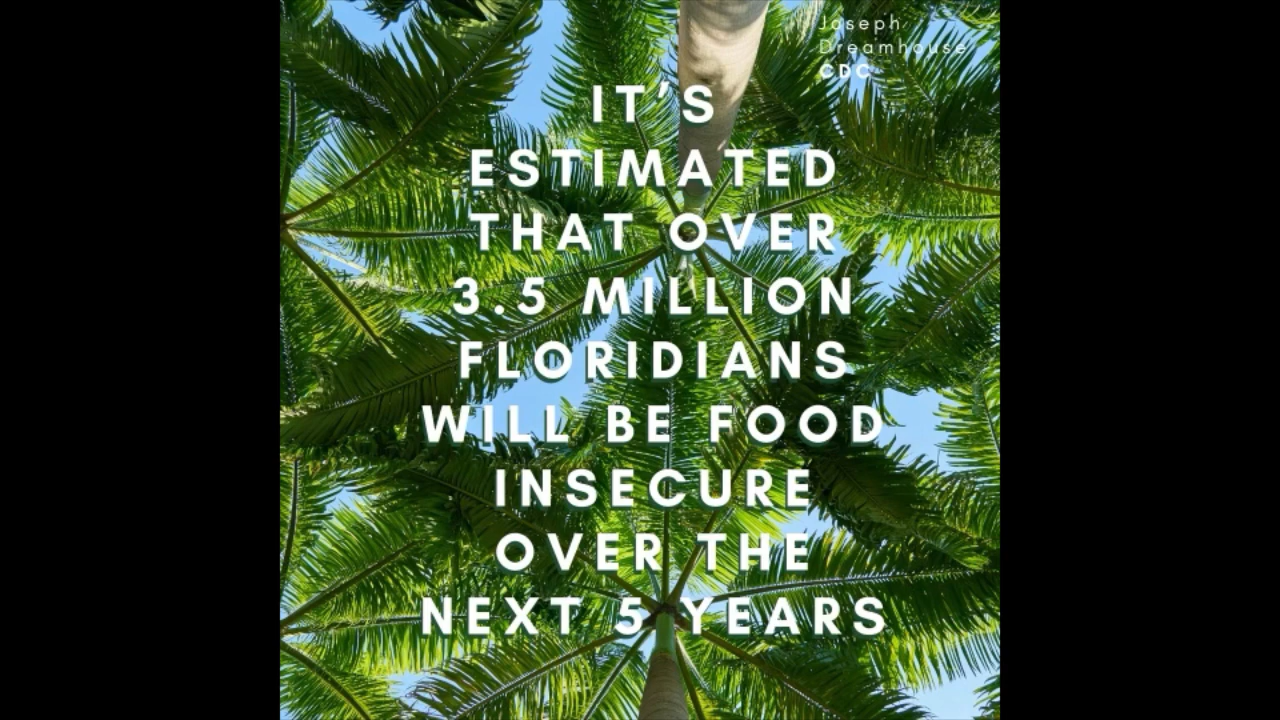 Joseph
Dreamhouse
CDC
IT'S
ESTIMATED
THAT OVER
3.5 MILLION
FLORIDIANS
WILL BE FOOD
INSECURE
OVER THE
NEXT 5 YEARS